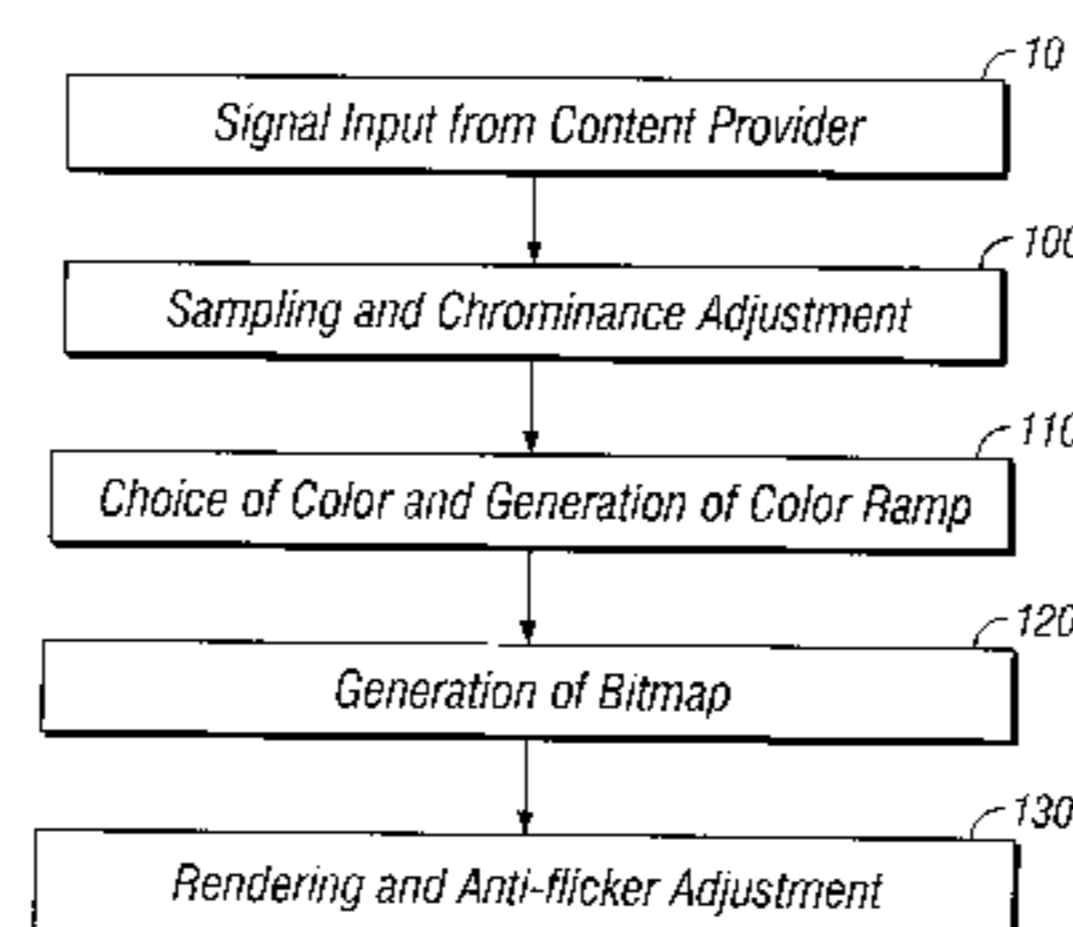 10
Signal Input from Content Provider
100
Sampling and Chrominance Adjustment
110
Choice of Color and Generation of Color Ramp
120
Generation of Bitmap
130
Rendering and Anti-flicker Adjustment